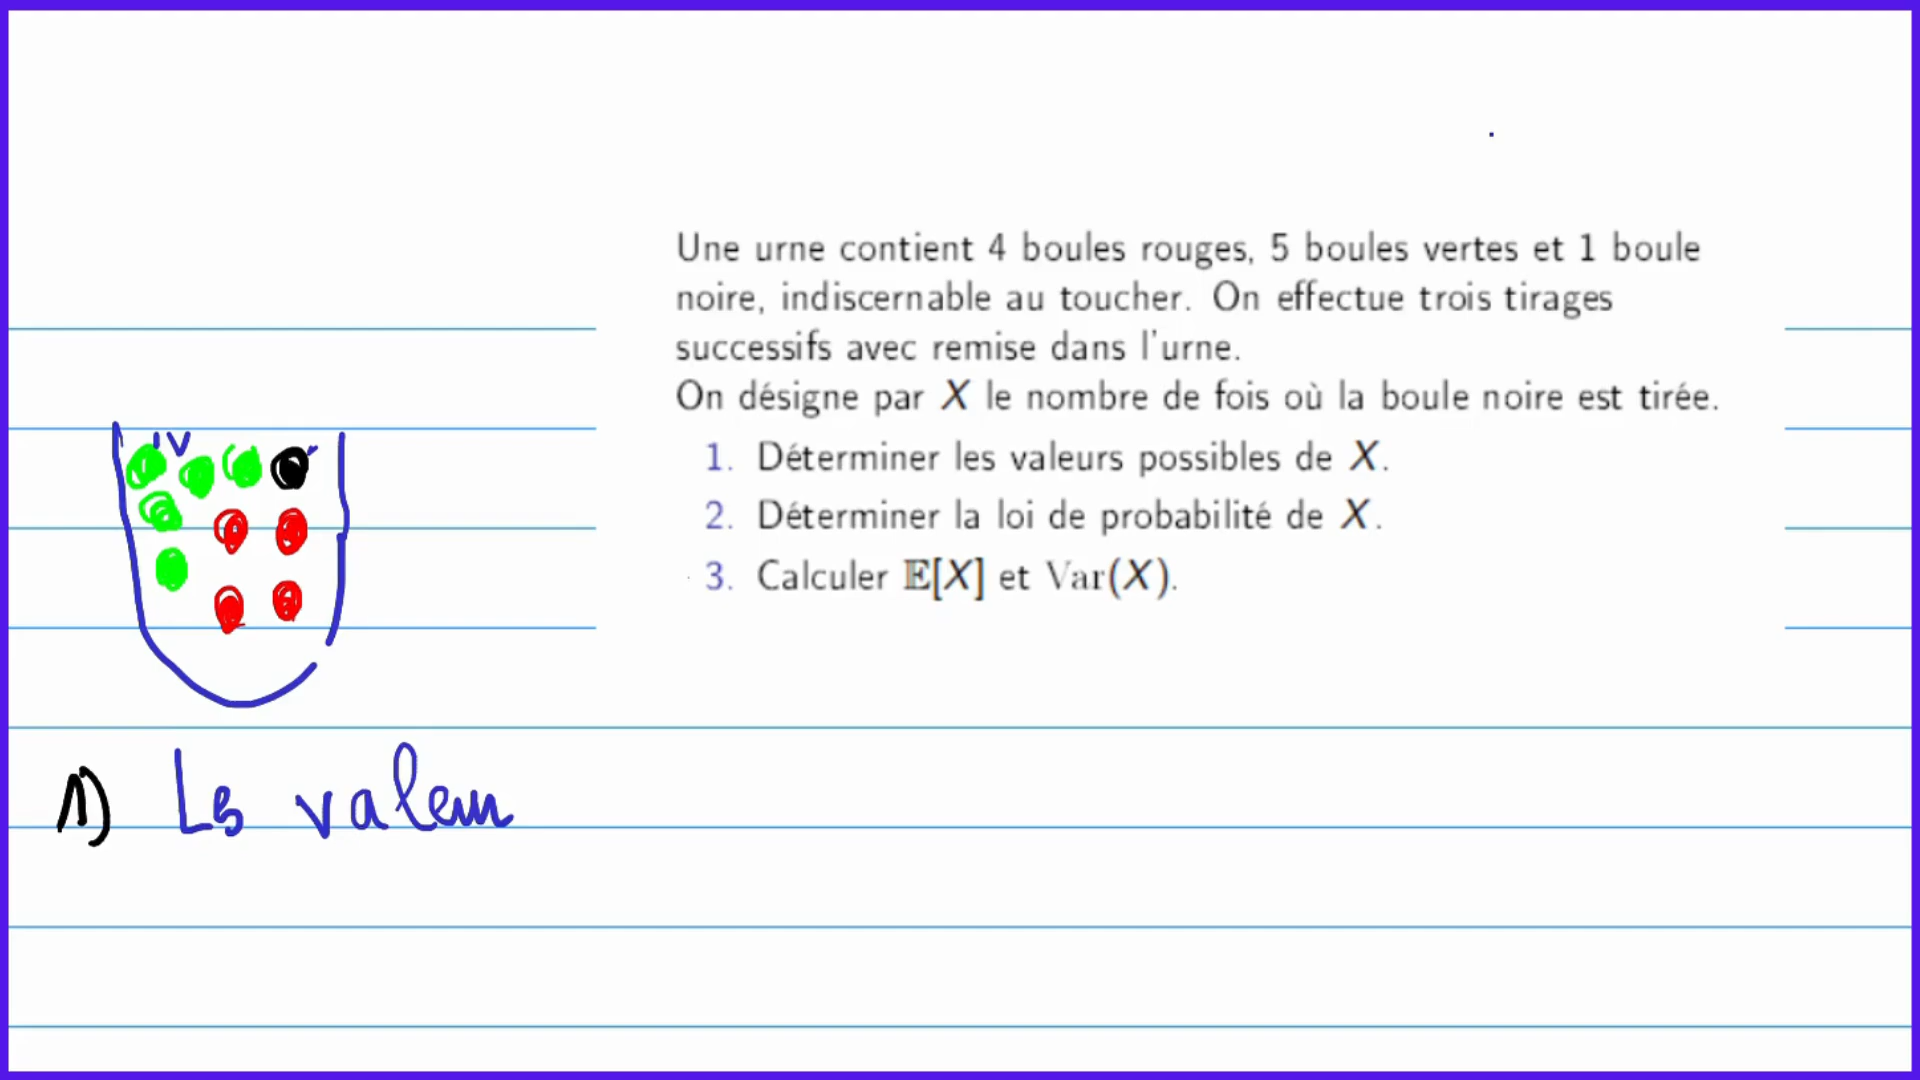 Une urne contient 4 boules rouges, 5 boules vertes et 1 boule
noire, indiscernable au toucher. On effectue trois tirages
successifs avec remise dans l'urne.
On désigne par X le nombre de fois où la boule noire est tirée.
1. Déterminer les valeurs possibles de X.
2. Déterminer la loi de probabilité de X.
3. Calculer 𝔼[X] et Var(X).
1) Les valeur